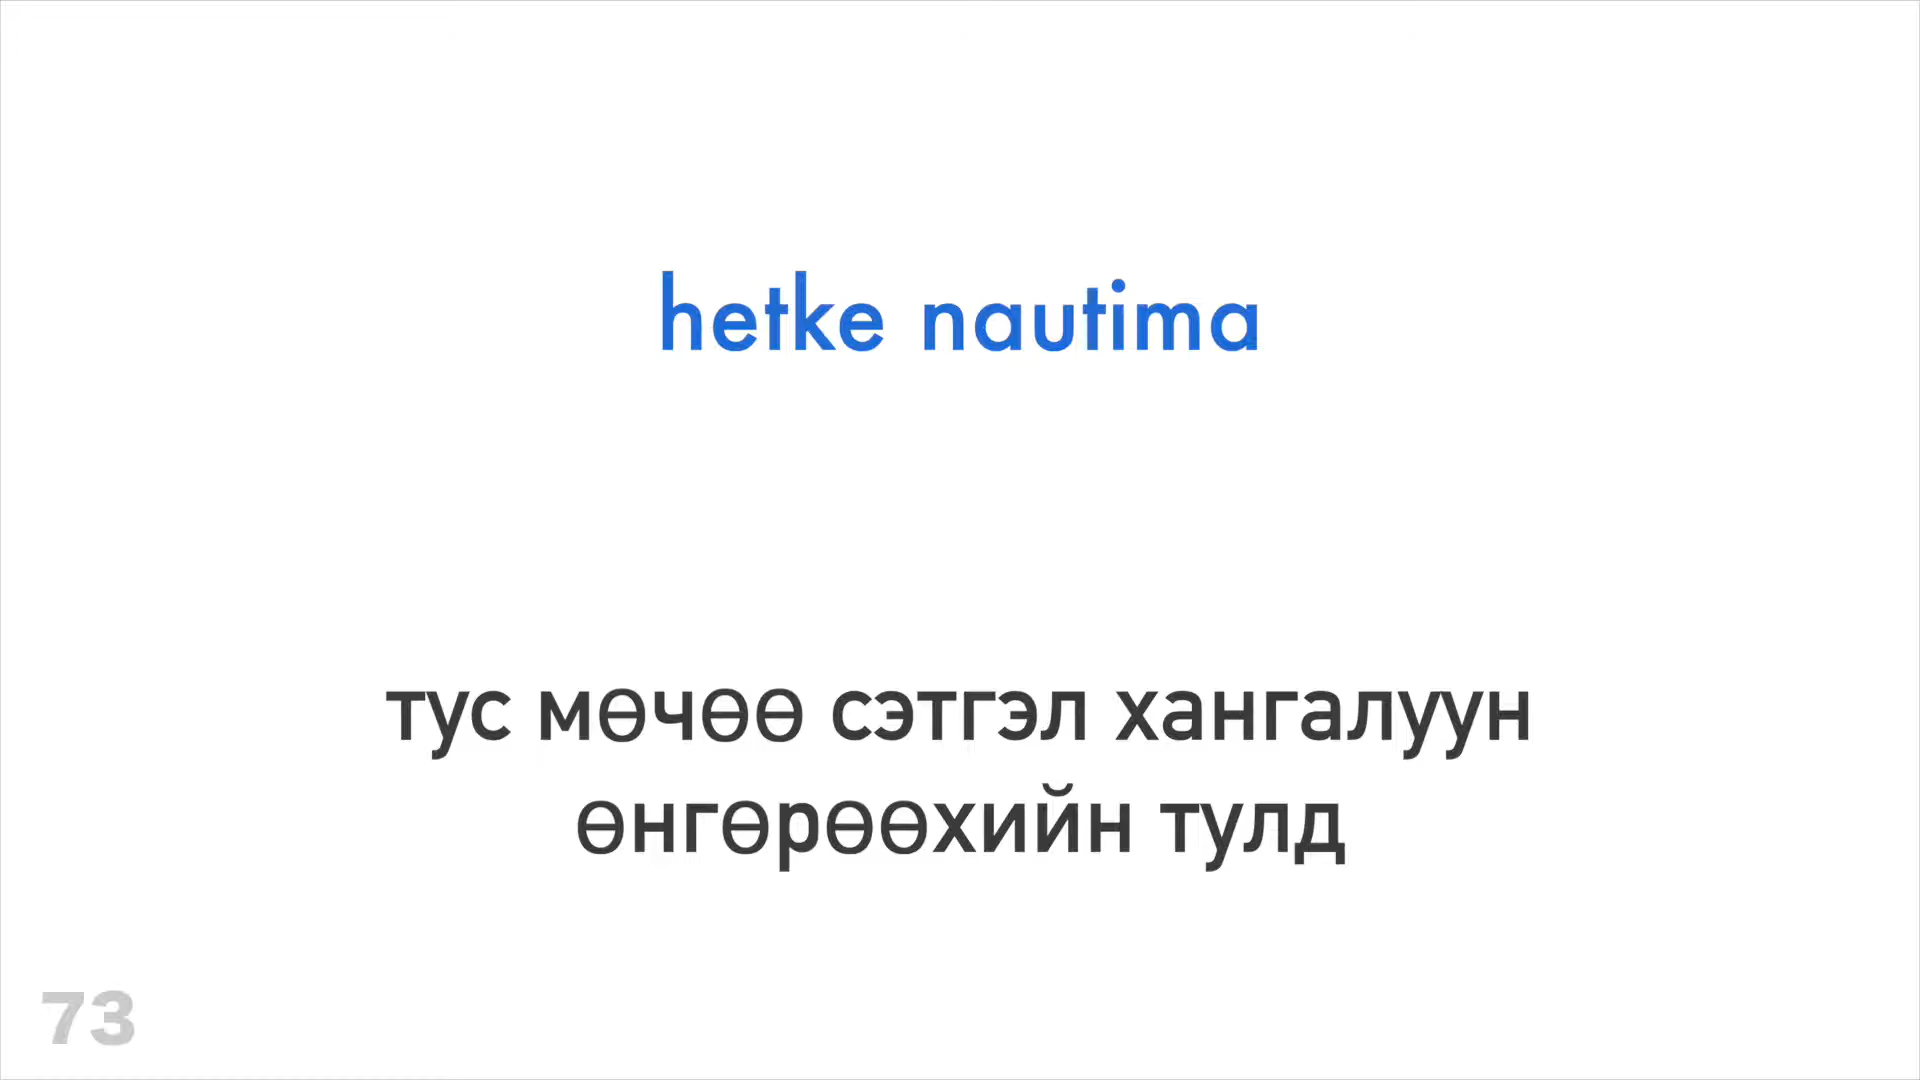 hetke nautima
тус мөчөө сэтгэл хангалуун
өнгөрөөхийн тулд
73